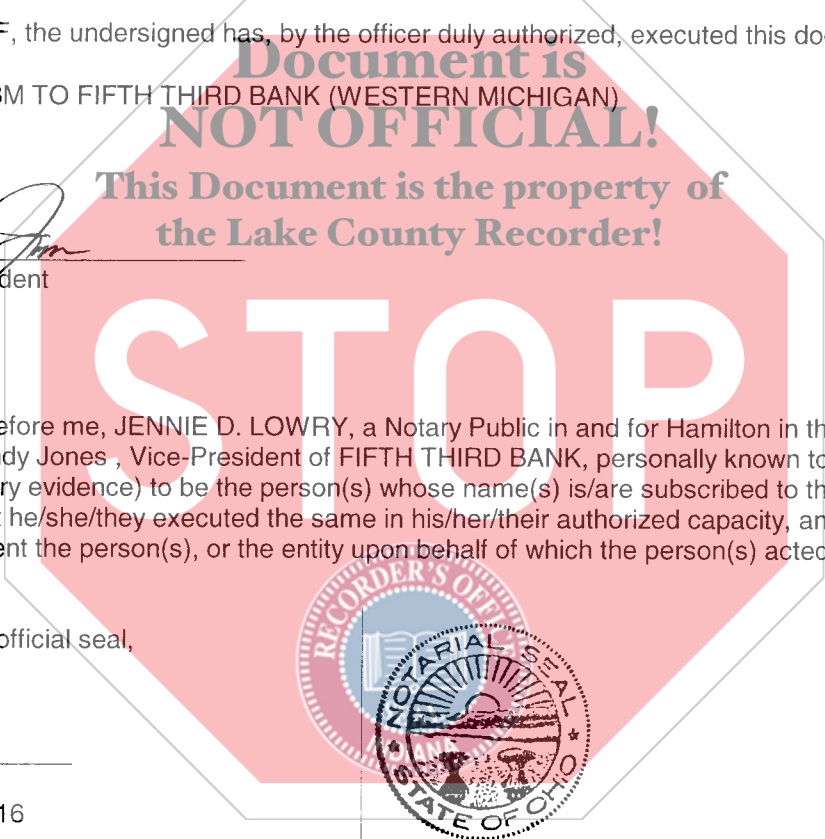 F, the undersigned has, by the officer duly authorized, executed this do
Document is
SM TO FIFTH THIRD BANK (WESTERN MICHIGAN)
NOT OFFICIAL!
This Document is the property of
the Lake County Recorder!
dent
STOP
efore me, JENNIE D. LOWRY, a Notary Public in and for Hamilton in th
dy Jones , Vice-President of FIFTH THIRD BANK, personally known to
ry evidence) to be the person(s) whose name(s) is/are subscribed to th
t he/she/they executed the same in his/her/their authorized capacity, an
ent the person(s), or the entity upon behalf of which the person(s) acted
RECORDER'S OFFICE
INDIANA
official seal,
NOTARIAL SEAL
STATE OF OHIO
16